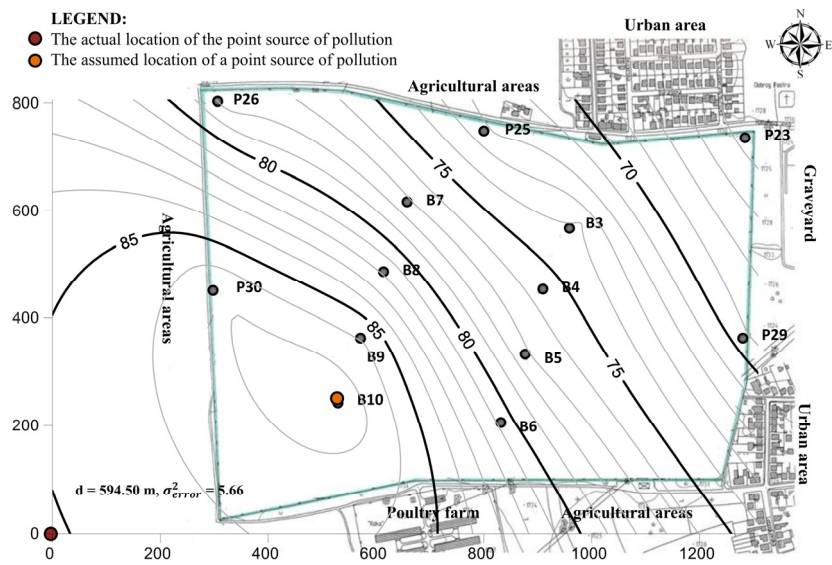 LEGEND:
The actual location of the point source of pollution
The assumed location of a point source of pollution
Urban area
N
W E
S
Agricultural areas
800
P26
P25
P23
70
75
80
Graveyard
B7
600
B3
Agricultural areas
85
B8
P30
B4
400
85
80
P29
B9
B5
75
B10
Urban area
200
B6
d = 594.50 m, σ²error = 5.66
Poultry farm
Agricultural areas
0
0 200 400 600 800 1000 1200